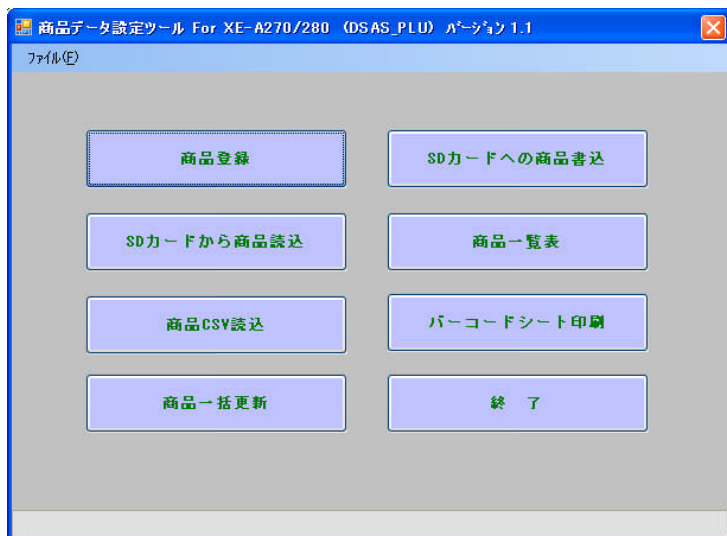 商品データ設定ツール For XE-A270/280 (DSAS_PLU) ﾊﾞｰｼﾞｮﾝ 1.1
ﾌｧｲﾙ(F)
商品登録
SDカードへの商品書込
SDカードから商品読込
商品一覧表
商品CSV読込
バーコードシート印刷
商品一括更新
終　了